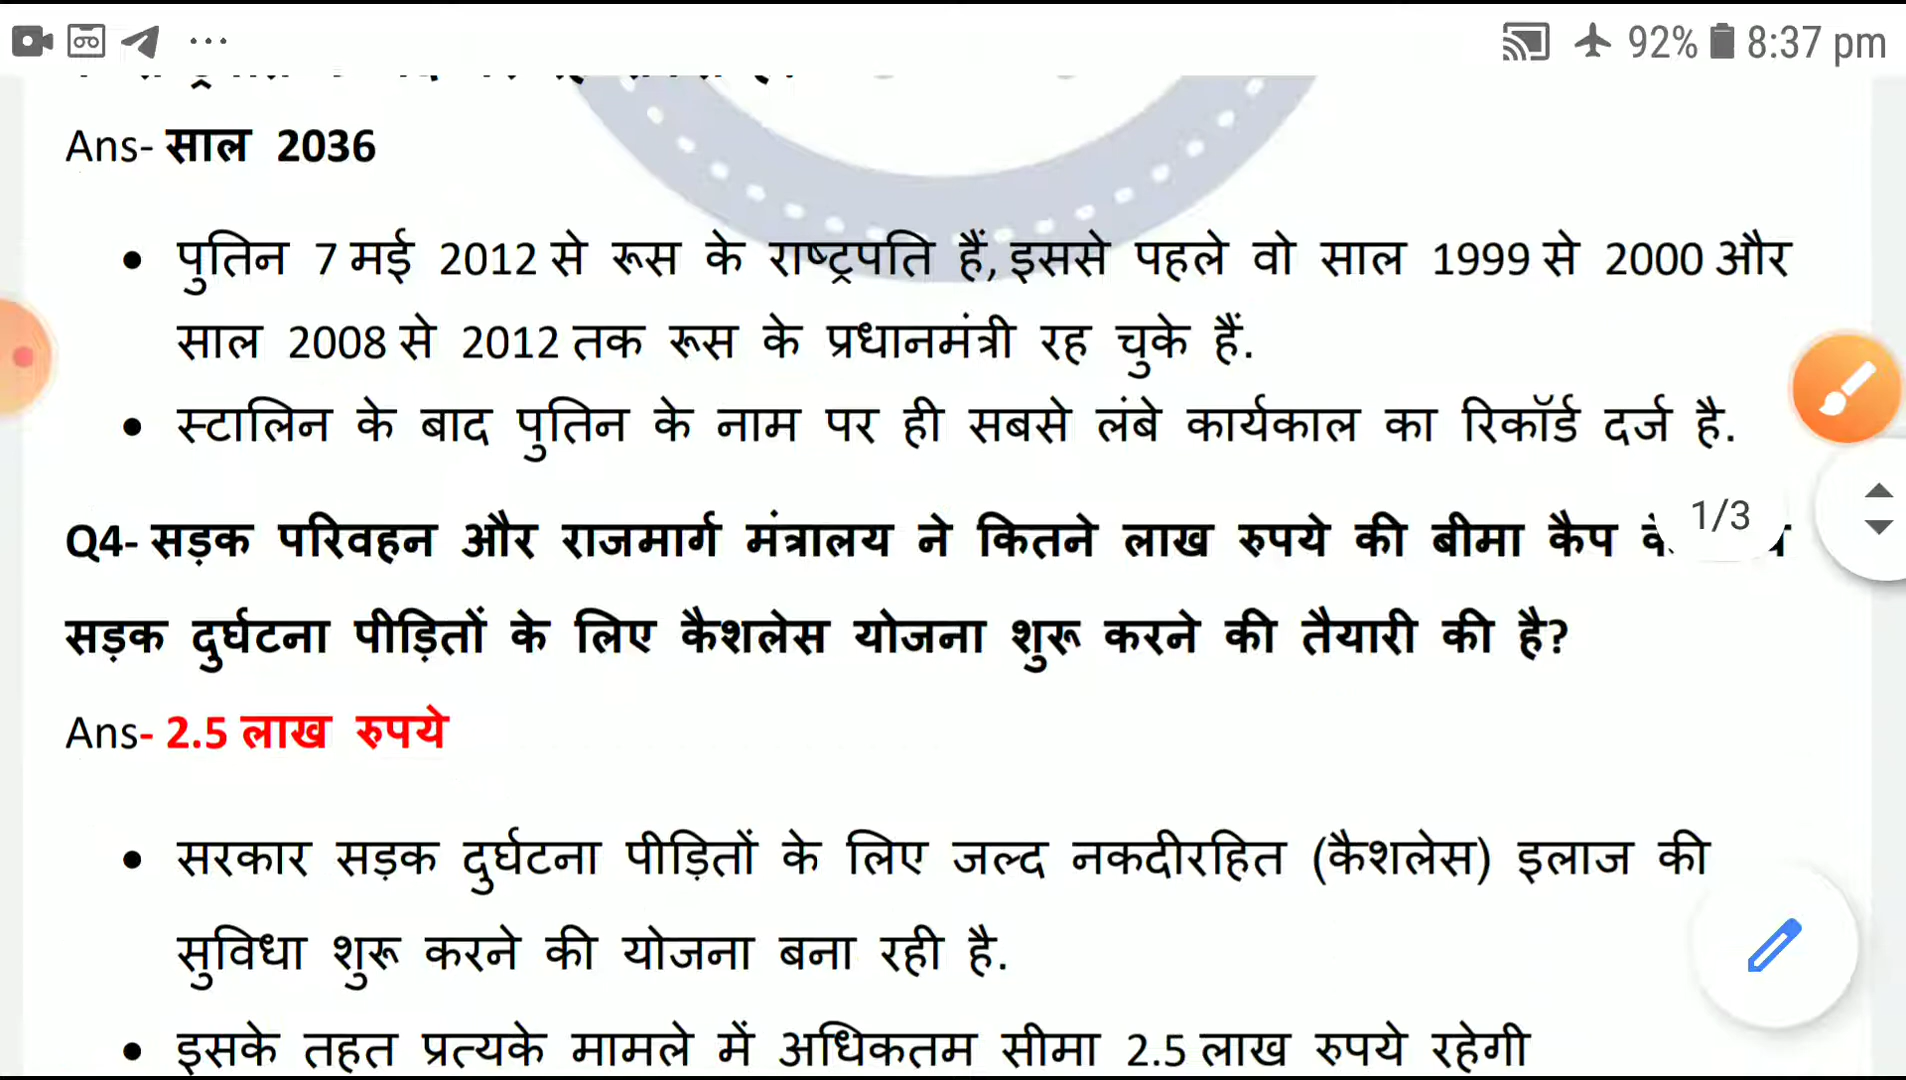 92% 8:37 pm
Ans- साल 2036
• पुतिन 7 मई 2012 से रूस के राष्ट्रपति हैं, इससे पहले वो साल 1999 से 2000 और
साल 2008 से 2012 तक रूस के प्रधानमंत्री रह चुके हैं.
• स्टालिन के बाद पुतिन के नाम पर ही सबसे लंबे कार्यकाल का रिकॉर्ड दर्ज है.
Q4- सड़क परिवहन और राजमार्ग मंत्रालय ने कितने लाख रुपये की बीमा कैप
1/3
सड़क दुर्घटना पीड़ितों के लिए कैशलेस योजना शुरू करने की तैयारी की है?
Ans- 2.5 लाख रुपये
• सरकार सड़क दुर्घटना पीड़ितों के लिए जल्द नकदीरहित (कैशलेस) इलाज की
सुविधा शुरू करने की योजना बना रही है.
• इसके तहत प्रत्यके मामले में अधिकतम सीमा 2.5 लाख रुपये रहेगी